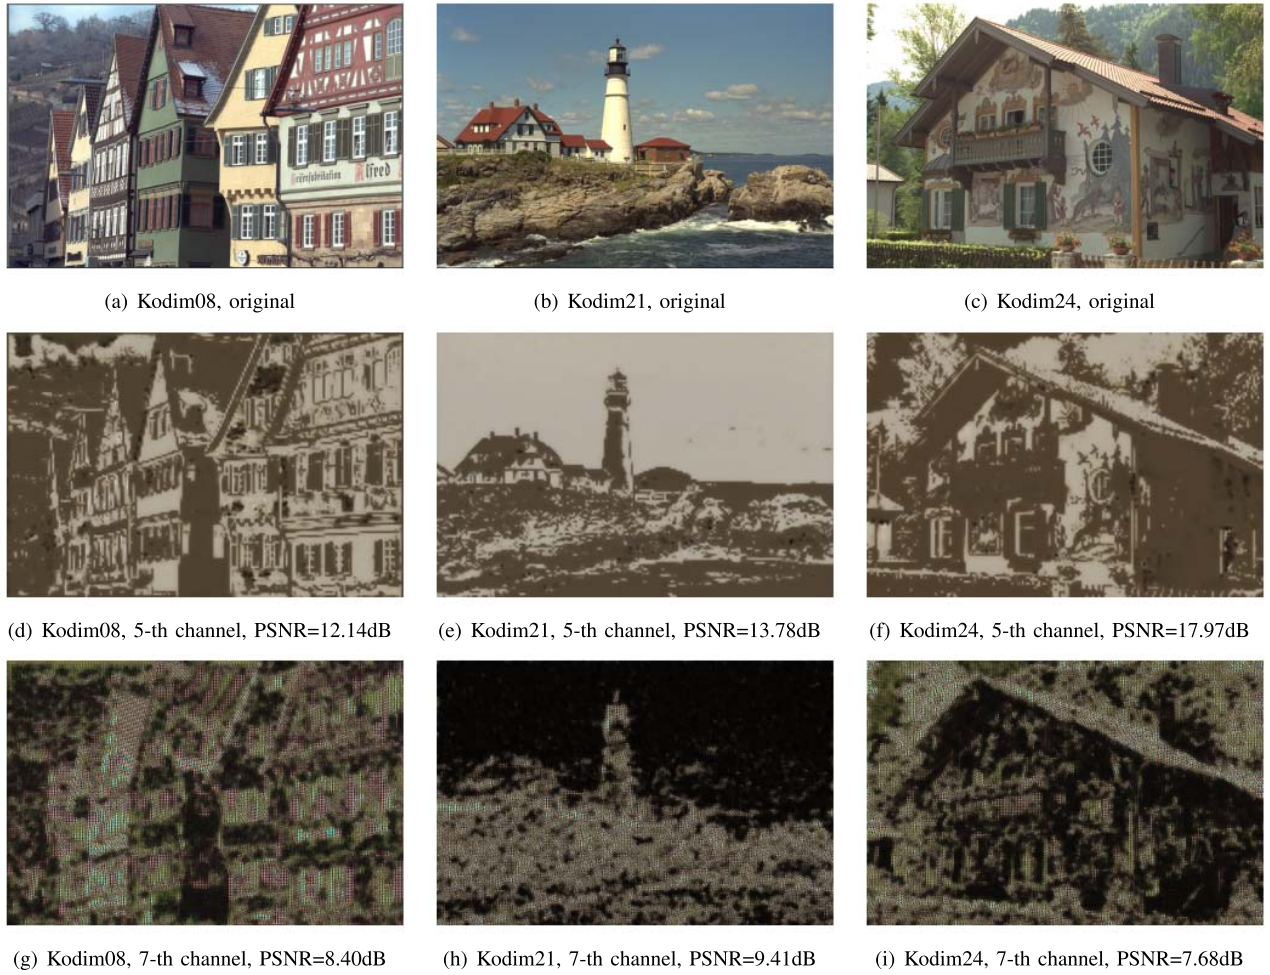 Alfred
(a) Kodim08, original
(b) Kodim21, original
(c) Kodim24, original
(d) Kodim08, 5-th channel, PSNR=12.14dB
(e) Kodim21, 5-th channel, PSNR=13.78dB
(f) Kodim24, 5-th channel, PSNR=17.97dB
(g) Kodim08, 7-th channel, PSNR=8.40dB
(h) Kodim21, 7-th channel, PSNR=9.41dB
(i) Kodim24, 7-th channel, PSNR=7.68dB